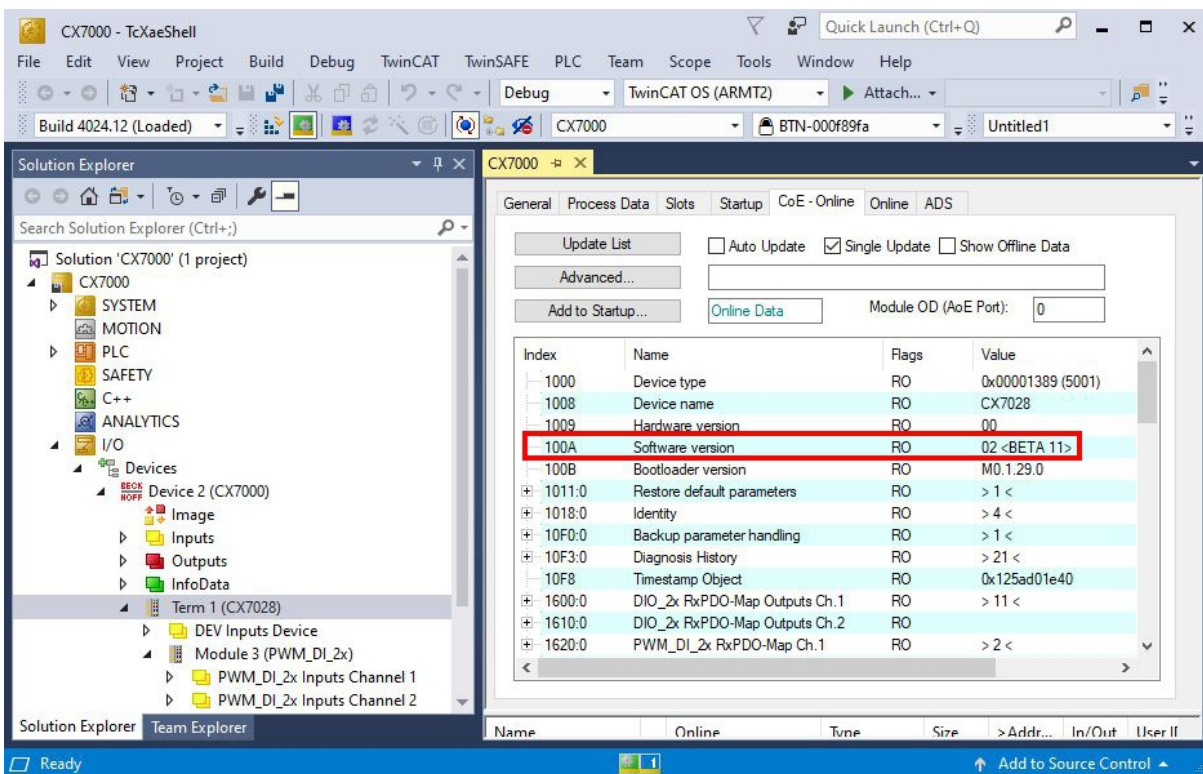 CX7000 - TcXaeShell
Quick Launch (Ctrl+Q)
File Edit View Project Build Debug TwinCAT TwinSAFE PLC Team Scope Tools Window Help
Debug TwinCAT OS (ARMT2) Attach...
Build 4024.12 (Loaded) CX7000 BTN-000f89fa Untitled1
Solution Explorer
Search Solution Explorer (Ctrl+;)
Solution 'CX7000' (1 project)
CX7000
SYSTEM
MOTION
PLC
SAFETY
C++
ANALYTICS
I/O
Devices
BECK
HOFF
Device 2 (CX7000)
Image
Inputs
Outputs
InfoData
Term 1 (CX7028)
DEV Inputs Device
Module 3 (PWM_DI_2x)
PWM_DI_2x Inputs Channel 1
PWM_DI_2x Inputs Channel 2
Solution Explorer Team Explorer
CX7000
General Process Data Slots Startup CoE - Online Online ADS
Update List Auto Update Single Update Show Offline Data
Advanced...
Add to Startup... Online Data Module OD (AoE Port): 0
Index Name Flags Value
1000 Device type RO 0x00001389 (5001)
1008 Device name RO CX7028
1009 Hardware version RO 00
100A Software version RO 02 <BETA 11>
100B Bootloader version RO M0.1.29.0
1011:0 Restore default parameters RO > 1 <
1018:0 Identity RO > 4 <
10F0:0 Backup parameter handling RO > 1 <
10F3:0 Diagnosis History RO > 21 <
10F8 Timestamp Object RO 0x125ad01e40
1600:0 DIO_2x RxPDO-Map Outputs Ch.1 RO > 11 <
1610:0 DIO_2x RxPDO-Map Outputs Ch.2 RO
1620:0 PWM_DI_2x RxPDO-Map Ch.1 RO > 2 <
Name Online Type Size >Addr... In/Out User I
Ready 1 Add to Source Control